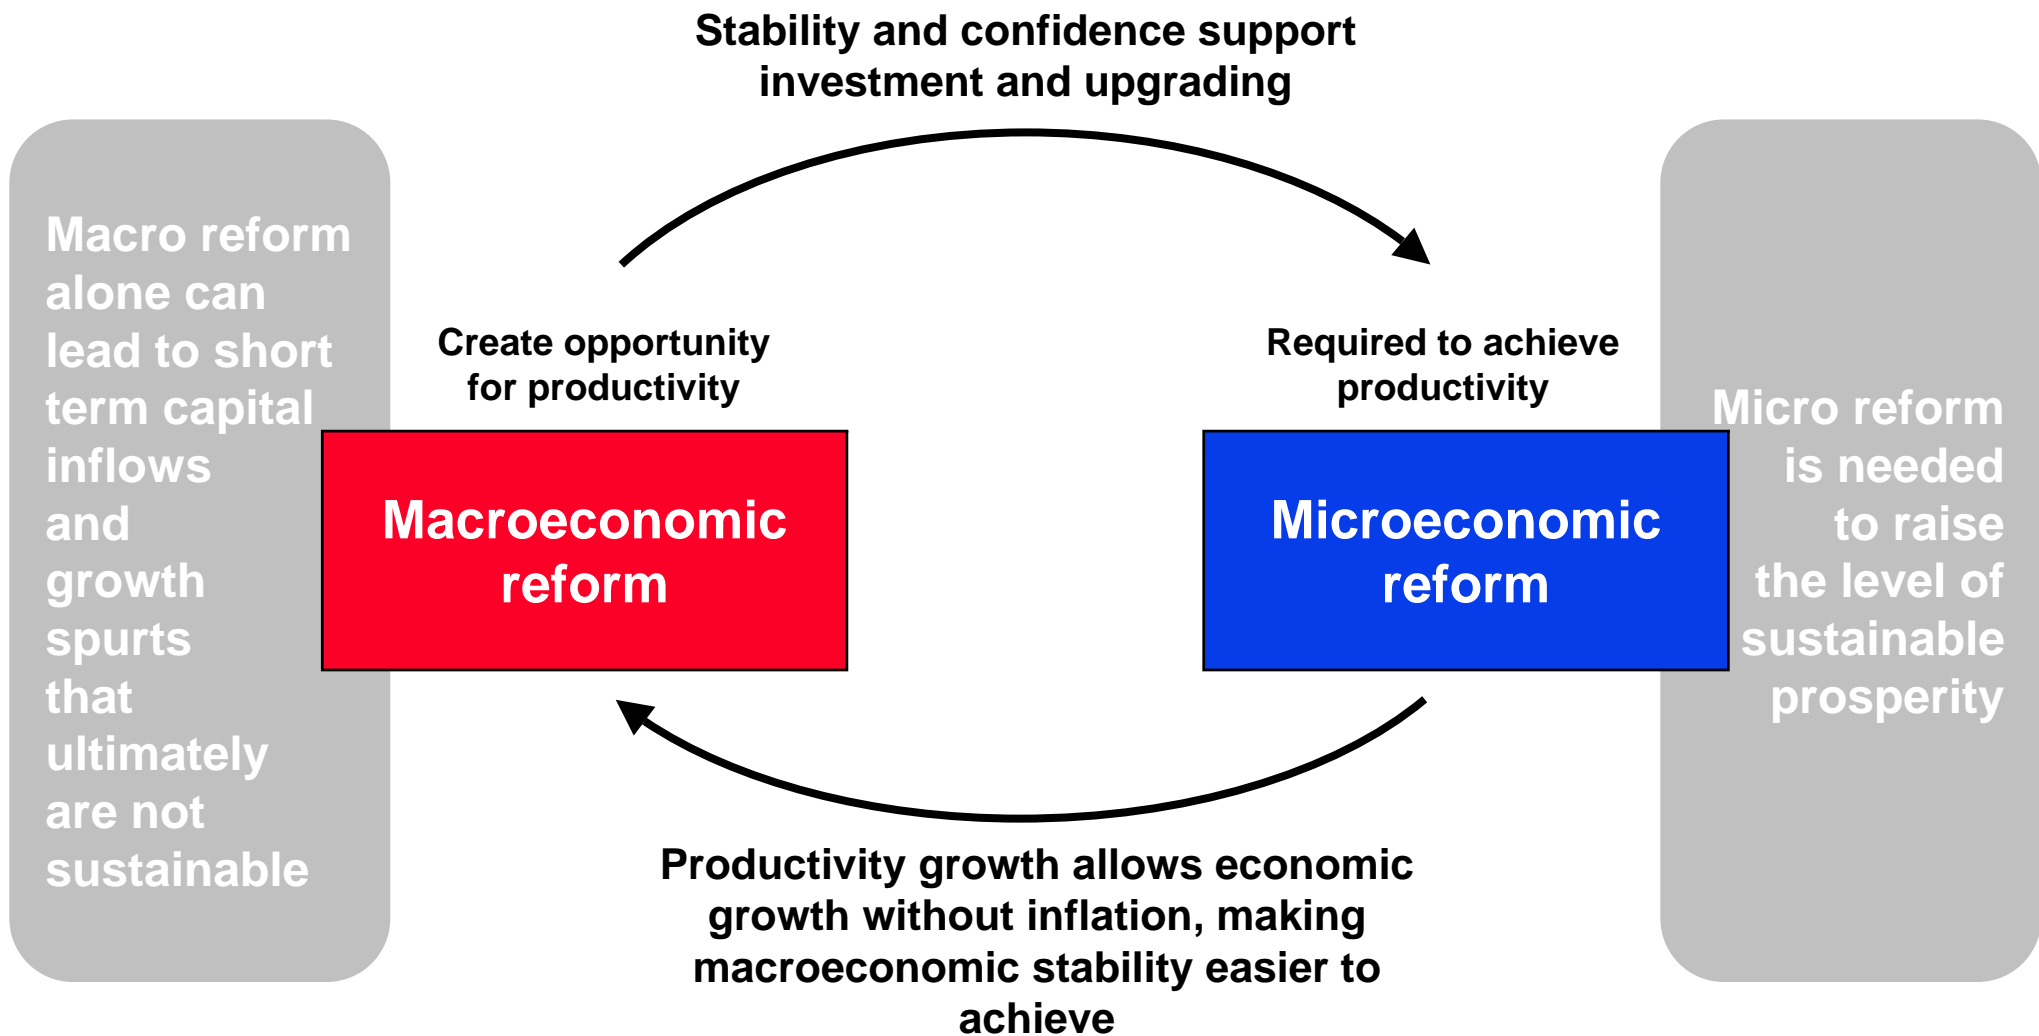 Stability and confidence support
investment and upgrading
Macro reform
alone can
lead to short
term capital
inflows
and
growth
spurts
that
ultimately
are not
sustainable
Create opportunity
for productivity
Macroeconomic
reform
Required to achieve
productivity
Microeconomic
reform
Micro reform
is needed
to raise
the level of
sustainable
prosperity
Productivity growth allows economic
growth without inflation, making
macroeconomic stability easier to
achieve